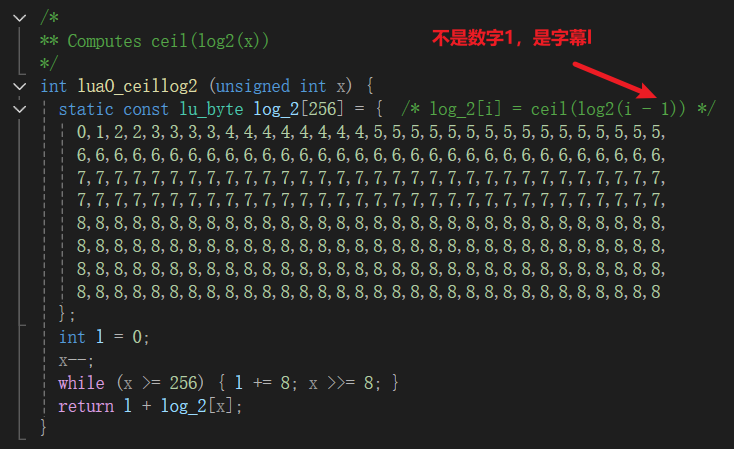 /*
** Computes ceil(log2(x))
*/
不是数字1，是字幕l
int luaO_ceillog2 (unsigned int x) {
static const lu_byte log_2[256] = {  /* log_2[i] = ceil(log2(i - 1)) */
0,1,2,2,3,3,3,3,4,4,4,4,4,4,4,4,5,5,5,5,5,5,5,5,5,5,5,5,5,5,5,5,
6,6,6,6,6,6,6,6,6,6,6,6,6,6,6,6,6,6,6,6,6,6,6,6,6,6,6,6,6,6,6,6,
7,7,7,7,7,7,7,7,7,7,7,7,7,7,7,7,7,7,7,7,7,7,7,7,7,7,7,7,7,7,7,7,
7,7,7,7,7,7,7,7,7,7,7,7,7,7,7,7,7,7,7,7,7,7,7,7,7,7,7,7,7,7,7,7,
8,8,8,8,8,8,8,8,8,8,8,8,8,8,8,8,8,8,8,8,8,8,8,8,8,8,8,8,8,8,8,8,
8,8,8,8,8,8,8,8,8,8,8,8,8,8,8,8,8,8,8,8,8,8,8,8,8,8,8,8,8,8,8,8,
8,8,8,8,8,8,8,8,8,8,8,8,8,8,8,8,8,8,8,8,8,8,8,8,8,8,8,8,8,8,8,8,
8,8,8,8,8,8,8,8,8,8,8,8,8,8,8,8,8,8,8,8,8,8,8,8,8,8,8,8,8,8,8,8
};
int l = 0;
x--;
while (x >= 256) { l += 8; x >>= 8; }
return l + log_2[x];
}